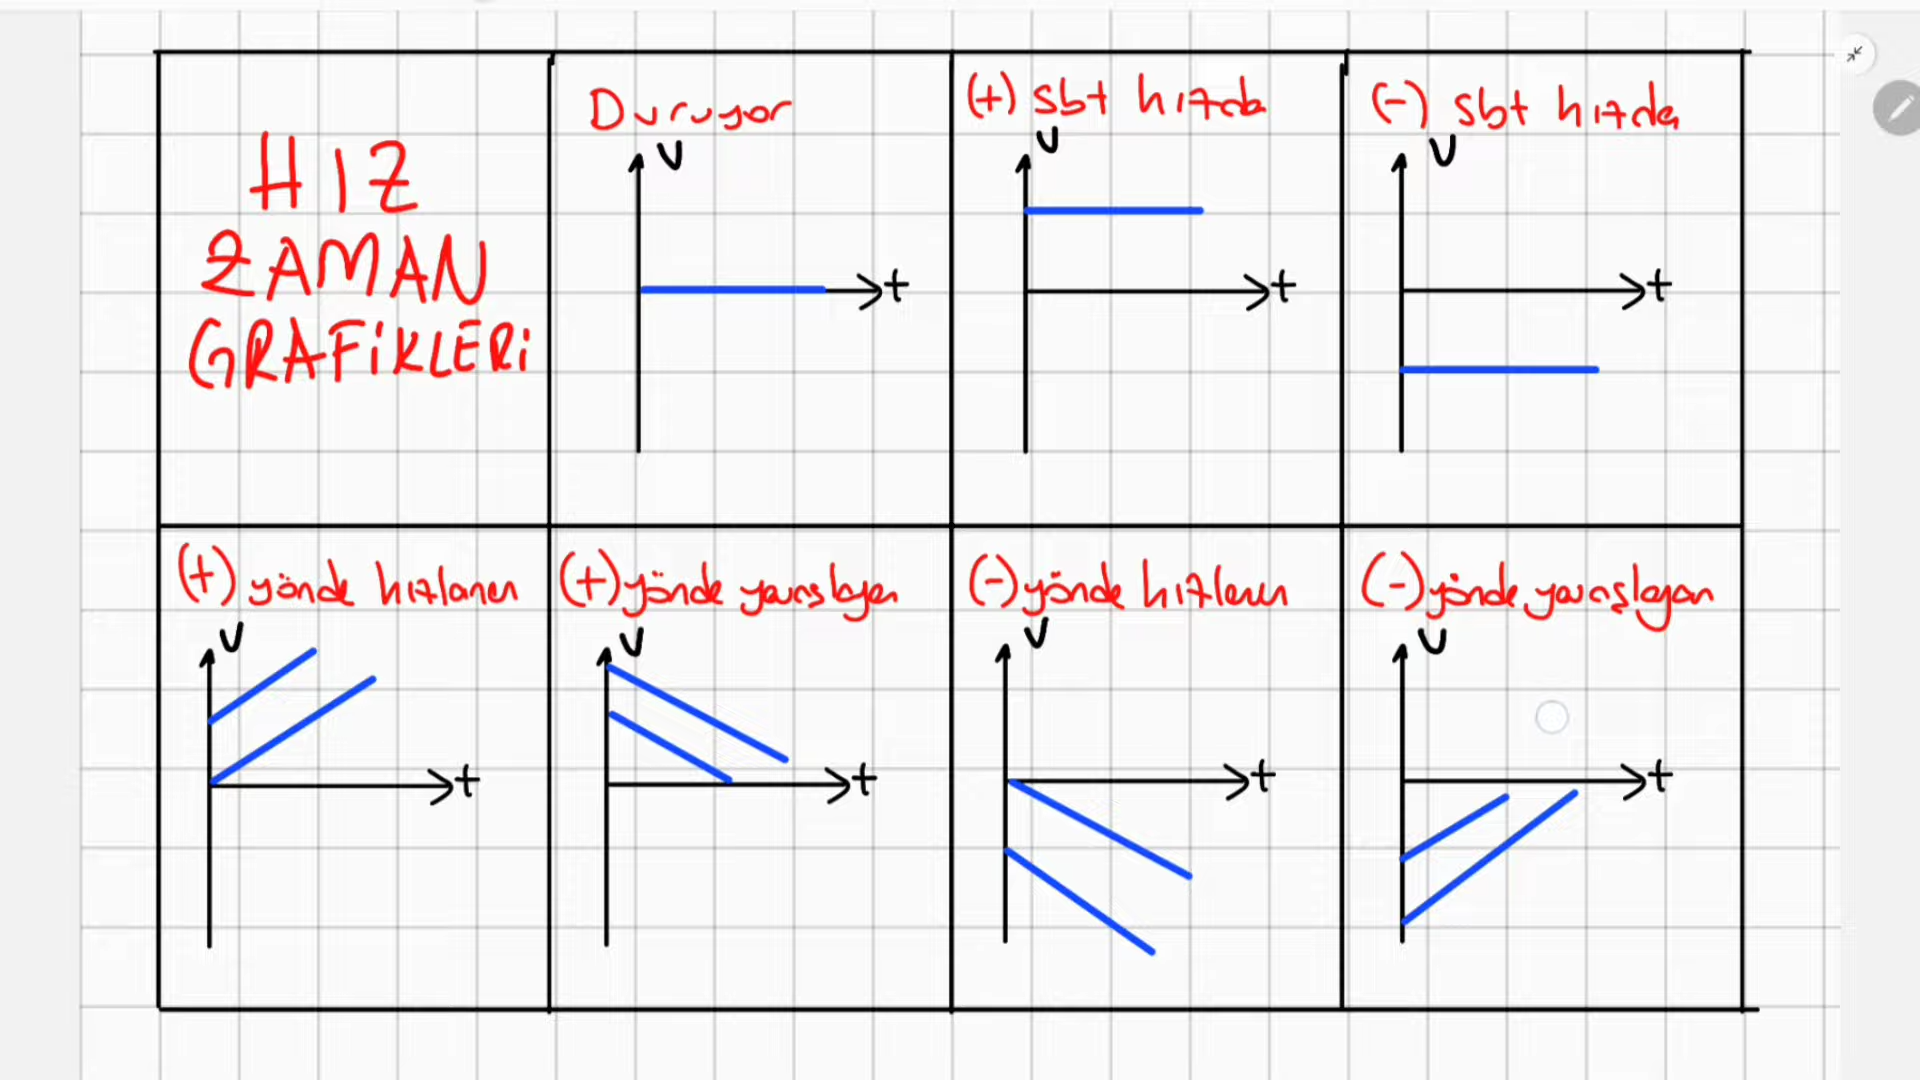 HIZ
ZAMAN
GRAFİKLERİ
Duruyor
V
t
(+) sbt hızda
V
t
(-) sbt hızda
V
t
(+) yönde hızlanan
V
t
(+) yönde yavaşlayan
V
t
(-) yönde hızlanan
V
t
(-) yönde yavaşlayan
V
t